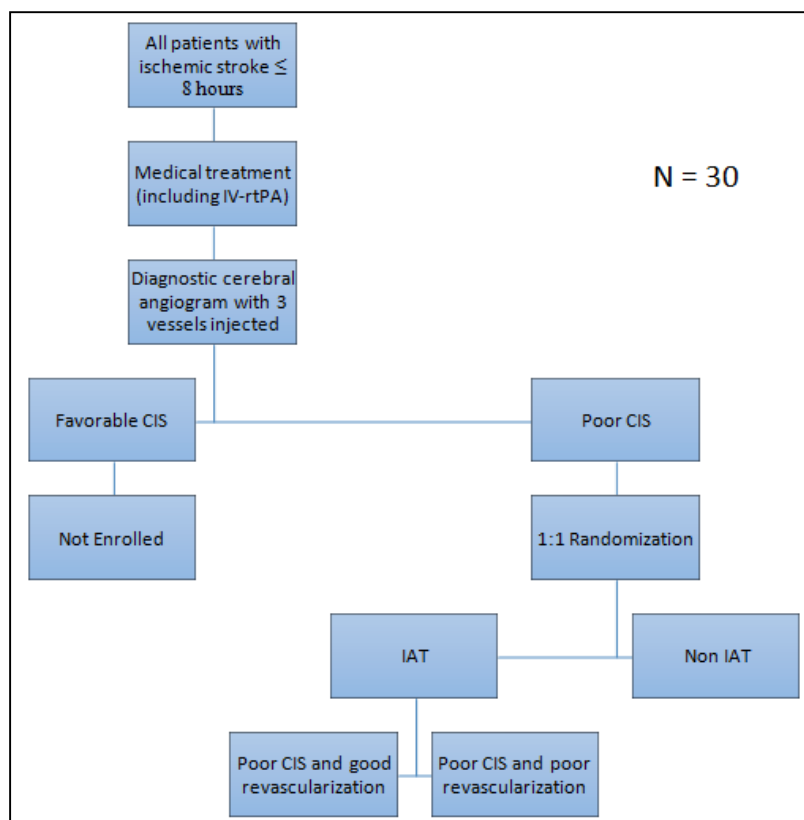 All patients with
ischemic stroke ≤
8 hours
Medical treatment
(including IV-rtPA)
N = 30
Diagnostic cerebral
angiogram with 3
vessels injected
Favorable CIS
Poor CIS
Not Enrolled
1:1 Randomization
IAT
Non IAT
Poor CIS and good
revascularization
Poor CIS and poor
revascularization